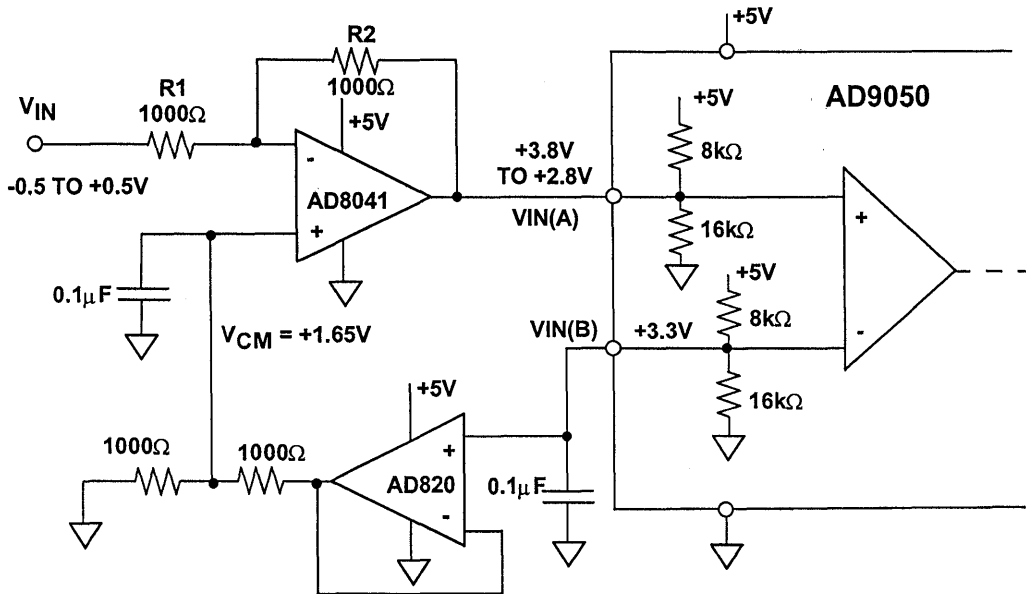 +5V
R2
1000Ω
R1
1000Ω
VIN
+5V
AD9050
+5V
8kΩ
-
AD8041
+
-0.5 TO +0.5V
+3.8V
TO +2.8V
VIN(A)
+
16kΩ
0.1μF
+5V
8kΩ
VCM = +1.65V
VIN(B)
+3.3V
-
+5V
16kΩ
1000Ω
1000Ω
+
AD820
-
0.1μF